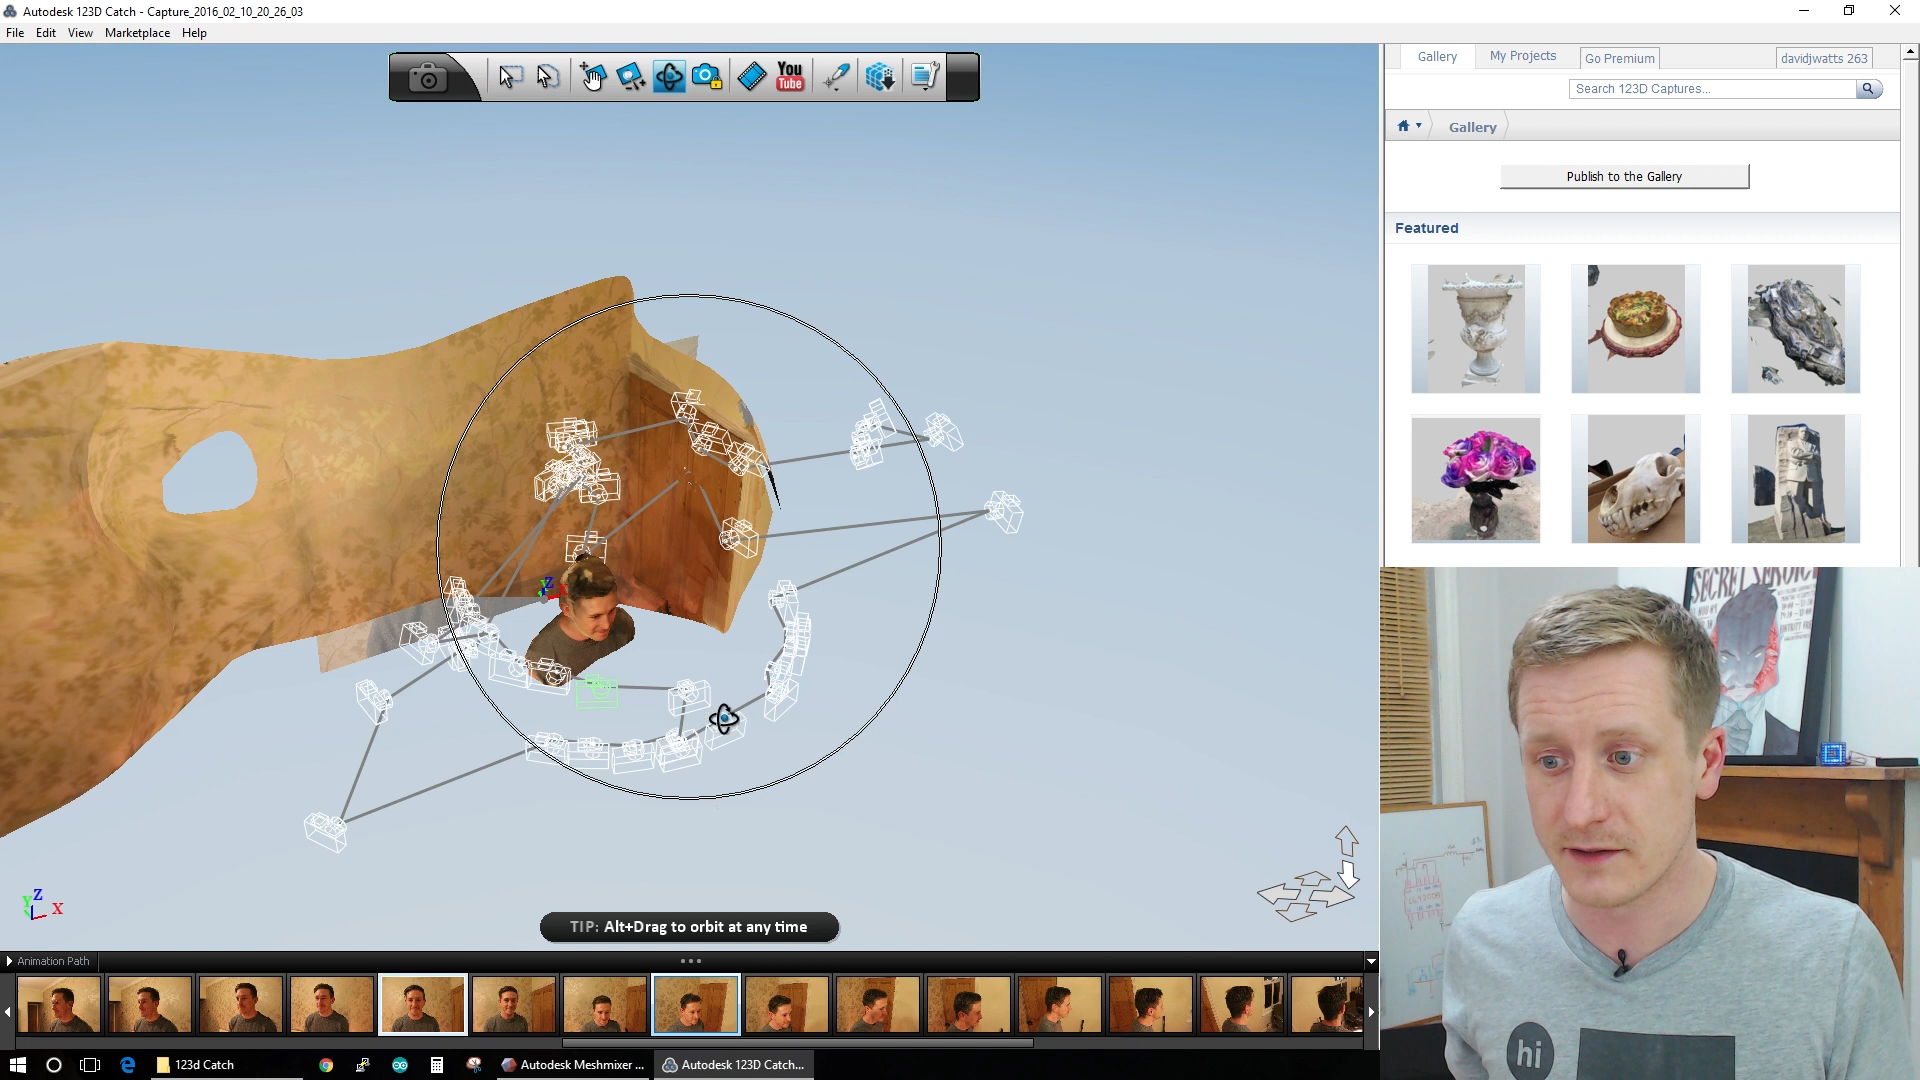 Autodesk 123D Catch - Capture_2016_02_10_20_26_03
File Edit View Marketplace Help
You
Tube
Gallery My Projects Go Premium davidjwatts 263
Search 123D Captures...
Gallery
Publish to the Gallery
Featured
SECRET SERVICE
Z
Y
X
Z
Y
X
TIP: Alt+Drag to orbit at any time
Animation Path
hi
123d Catch
Autodesk Meshmixer ...
Autodesk 123D Catch...